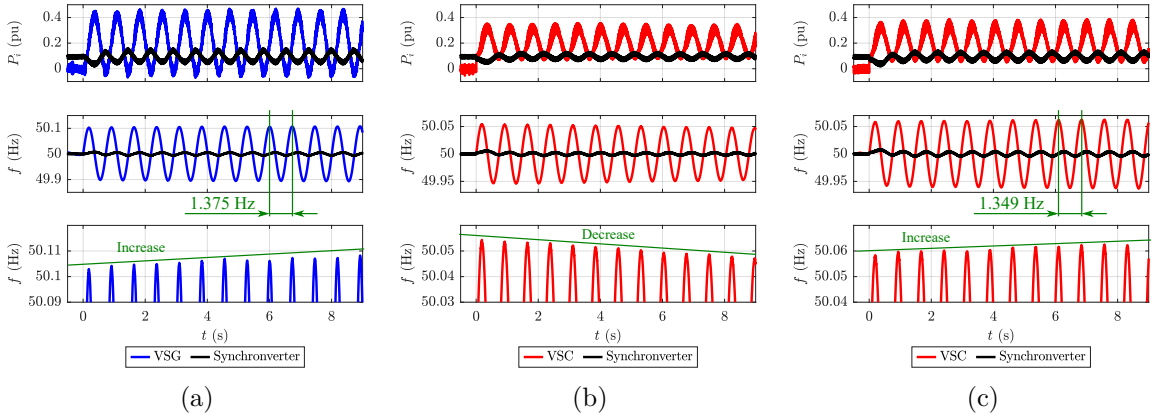 0.4 0.2 0
P_i (pu)
50.1 50 49.9
f (Hz)
1.375 Hz
Increase
50.11 50.1 50.09
f (Hz)
0 2 4 6 8
t (s)
VSG Synchronverter
(a)
0.4 0.2 0
P_i (pu)
50.05 50 49.95
f (Hz)
Decrease
50.05 50.04 50.03
f (Hz)
0 2 4 6 8
t (s)
VSC Synchronverter
(b)
0.4 0.2 0
P_i (pu)
50.05 50 49.95
f (Hz)
1.349 Hz
Increase
50.06 50.05 50.04
f (Hz)
0 2 4 6 8
t (s)
VSC Synchronverter
(c)